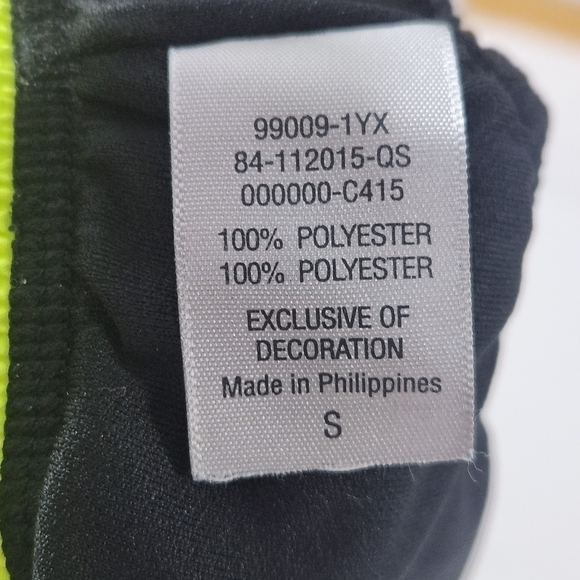 99009-1YX
84-112015-QS
000000-C415
100% POLYESTER
100% POLYESTER
EXCLUSIVE OF
DECORATION
Made in Philippines
S